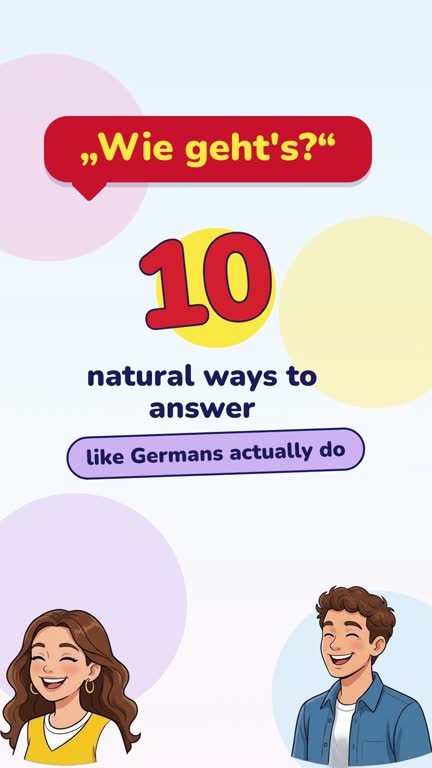 „Wie geht's?“
10
natural ways to
answer
like Germans actually do